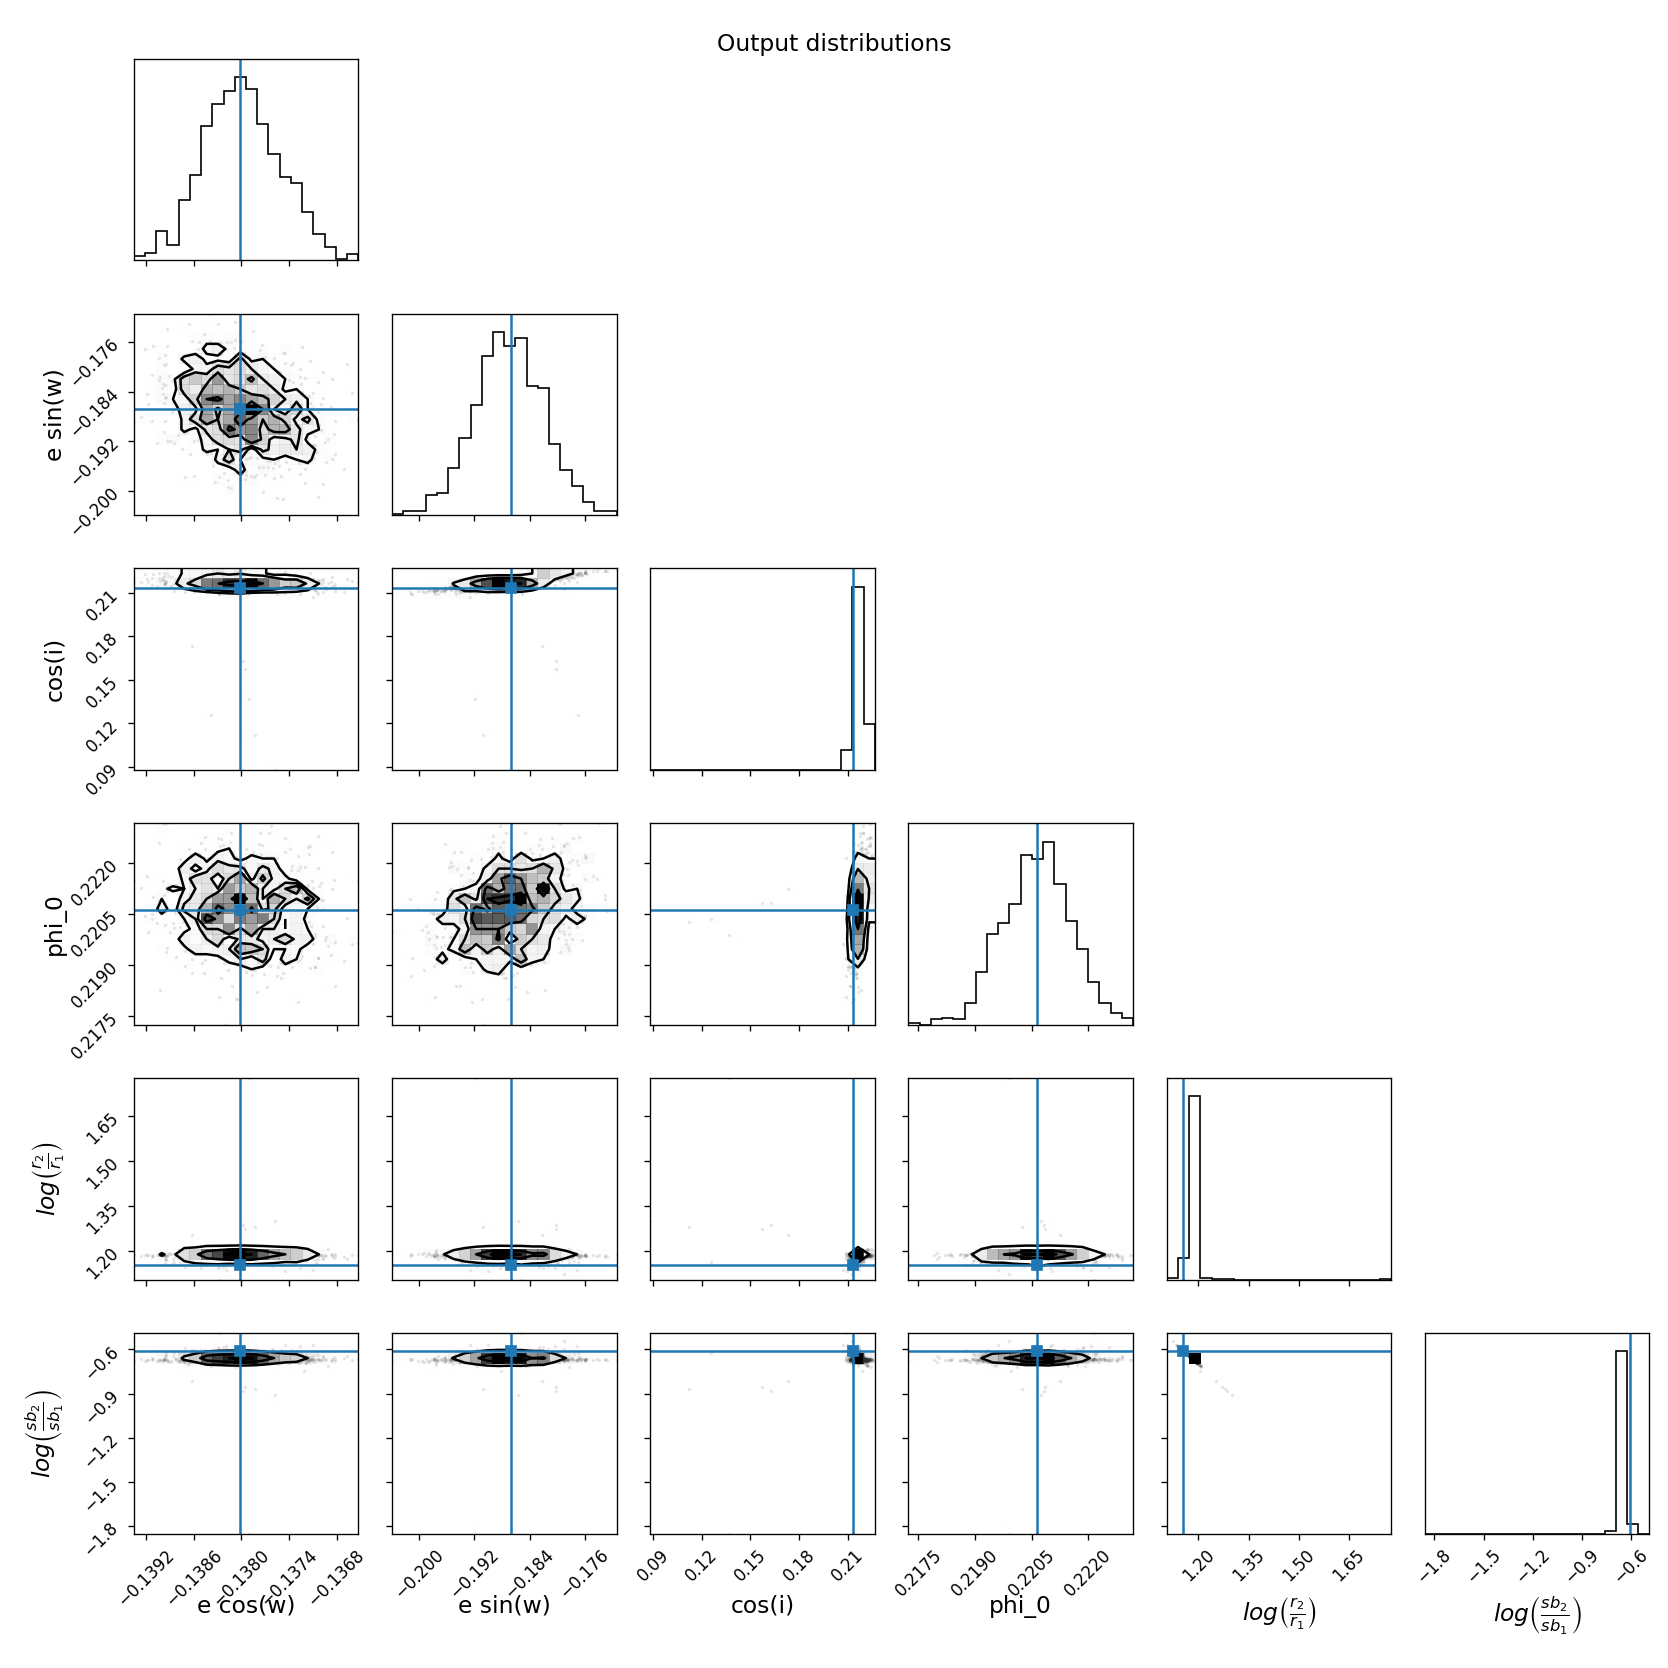 Output distributions
e sin(w)
−0.176
−0.184
−0.192
−0.200
cos(i)
0.21
0.18
0.15
0.12
0.09
phi_0
0.2220
0.2205
0.2190
0.2175
log(r₂/r₁)
1.65
1.50
1.35
1.20
log(sb₂/sb₁)
−0.6
−0.9
−1.2
−1.5
−1.8
−0.1392 −0.1386 −0.1380 −0.1374 −0.1368
e cos(w)
−0.200 −0.192 −0.184 −0.176
e sin(w)
0.09 0.12 0.15 0.18 0.21
cos(i)
0.2175 0.2190 0.2205 0.2220
phi_0
1.20 1.35 1.50 1.65
log(r₂/r₁)
−1.8 −1.5 −1.2 −0.9 −0.6
log(sb₂/sb₁)